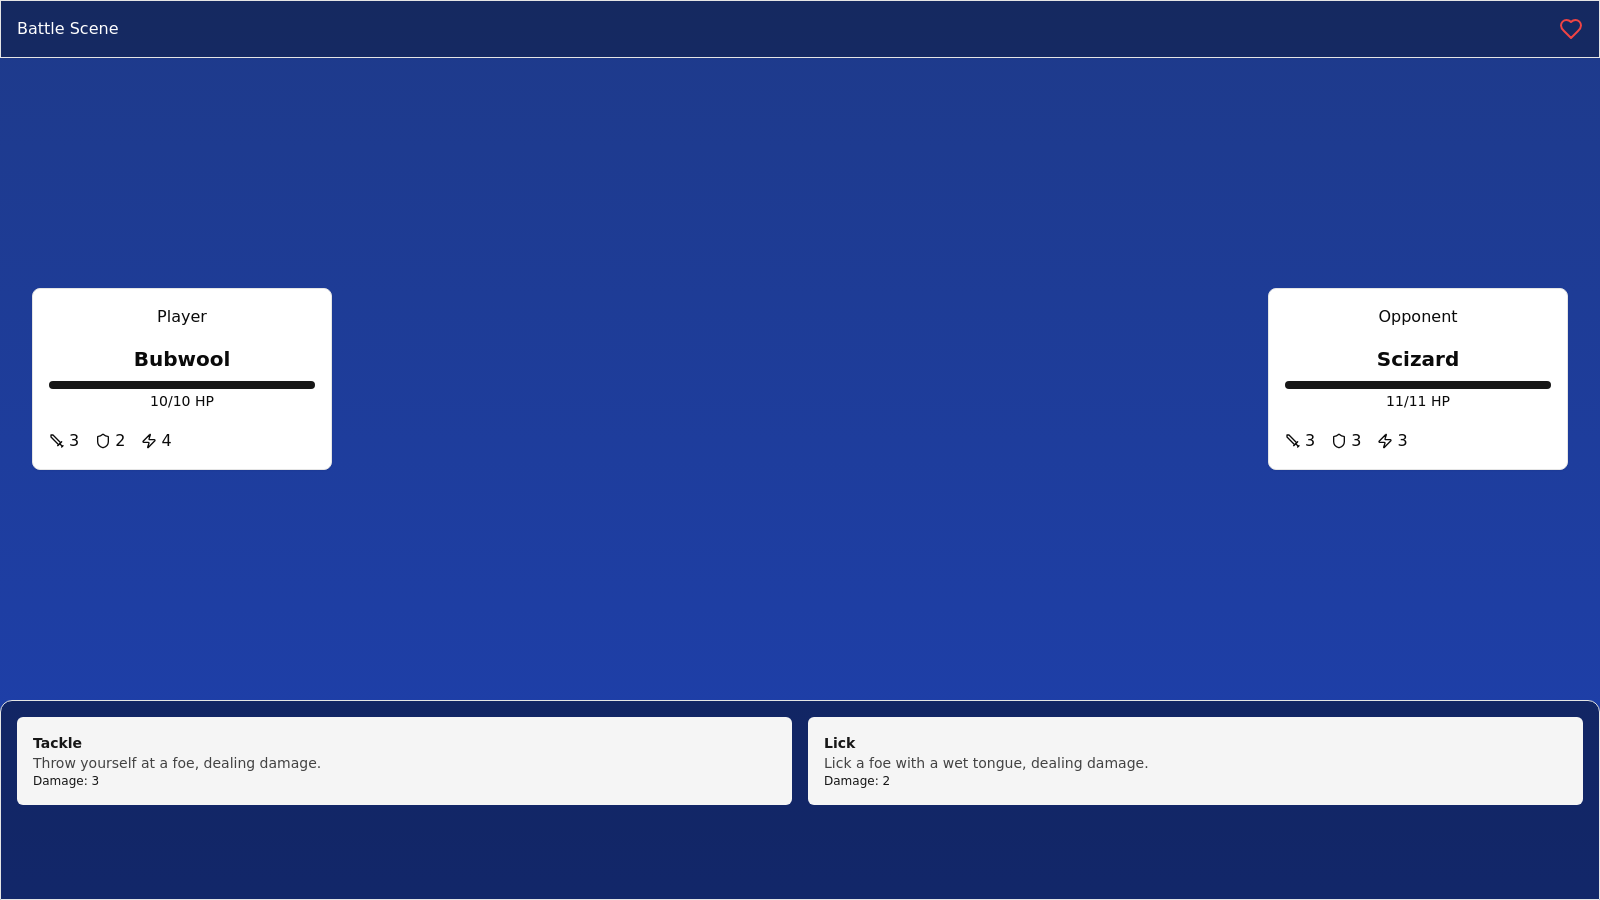 Battle Scene
Player
Bubwool
10/10 HP
3 2 4
Opponent
Scizard
11/11 HP
3 3 3
Tackle
Throw yourself at a foe, dealing damage.
Damage: 3
Lick
Lick a foe with a wet tongue, dealing damage.
Damage: 2